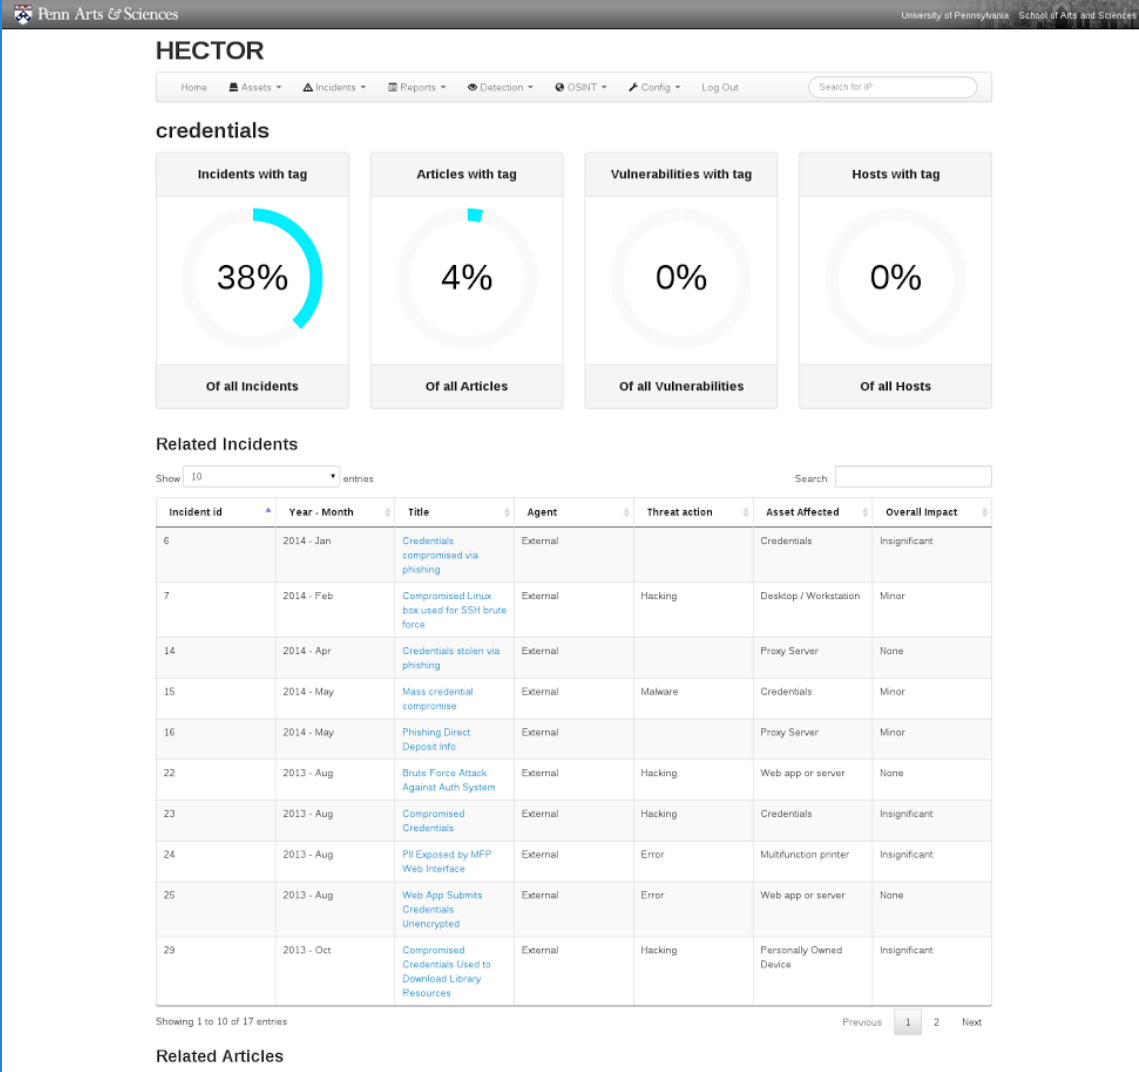 Penn Arts & Sciences
University of Pennsylvania School of Arts and Sciences
HECTOR
Home Assets Incidents Reports Detection OSINT Config Log Out Search for IP
credentials
Incidents with tag
38%
Of all Incidents
Articles with tag
4%
Of all Articles
Vulnerabilities with tag
0%
Of all Vulnerabilities
Hosts with tag
0%
Of all Hosts
Related Incidents
Show 10 entries Search:
Incident id Year - Month Title Agent Threat action Asset Affected Overall Impact
6 2014 - Jan Credentials External Credentials Insignificant
compromised via
phishing
7 2014 - Feb Compromised Linux External Hacking Desktop / Workstation Minor
box used for SSH brute
force
14 2014 - Apr Credentials stolen via External Proxy Server None
phishing
15 2014 - May Mass credential External Malware Credentials Minor
compromise
16 2014 - May Phishing Direct External Proxy Server Minor
Deposit Info
22 2013 - Aug Brute Force Attack External Hacking Web app or server None
Against Auth System
23 2013 - Aug Compromised External Hacking Credentials Insignificant
Credentials
24 2013 - Aug PII Exposed by MFP External Error Multifunction printer Insignificant
Web Interface
25 2013 - Aug Web App Submits External Error Web app or server None
Credentials
Unencrypted
29 2013 - Oct Compromised External Hacking Personally Owned Insignificant
Credentials Used to Device
Download Library
Resources
Showing 1 to 10 of 17 entries Previous 1 2 Next
Related Articles